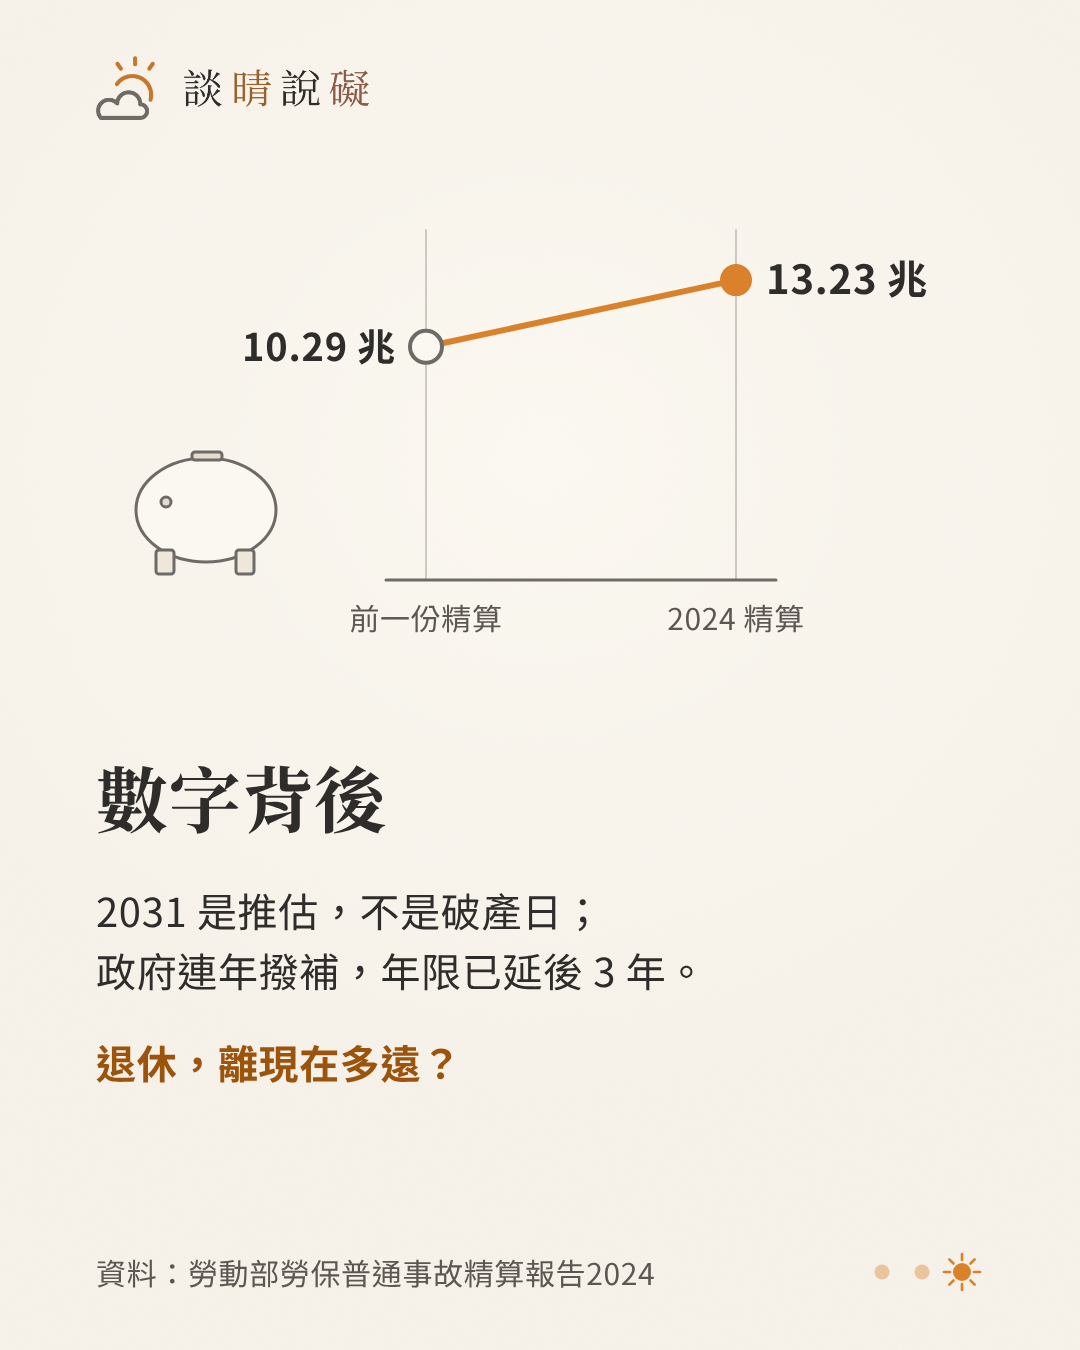 談晴說礙
13.23 兆
10.29 兆
前一份精算
2024 精算
數字背後
2031 是推估，不是破產日；
政府連年撥補，年限已延後 3 年。
退休，離現在多遠？
資料：勞動部勞保普通事故精算報告2024